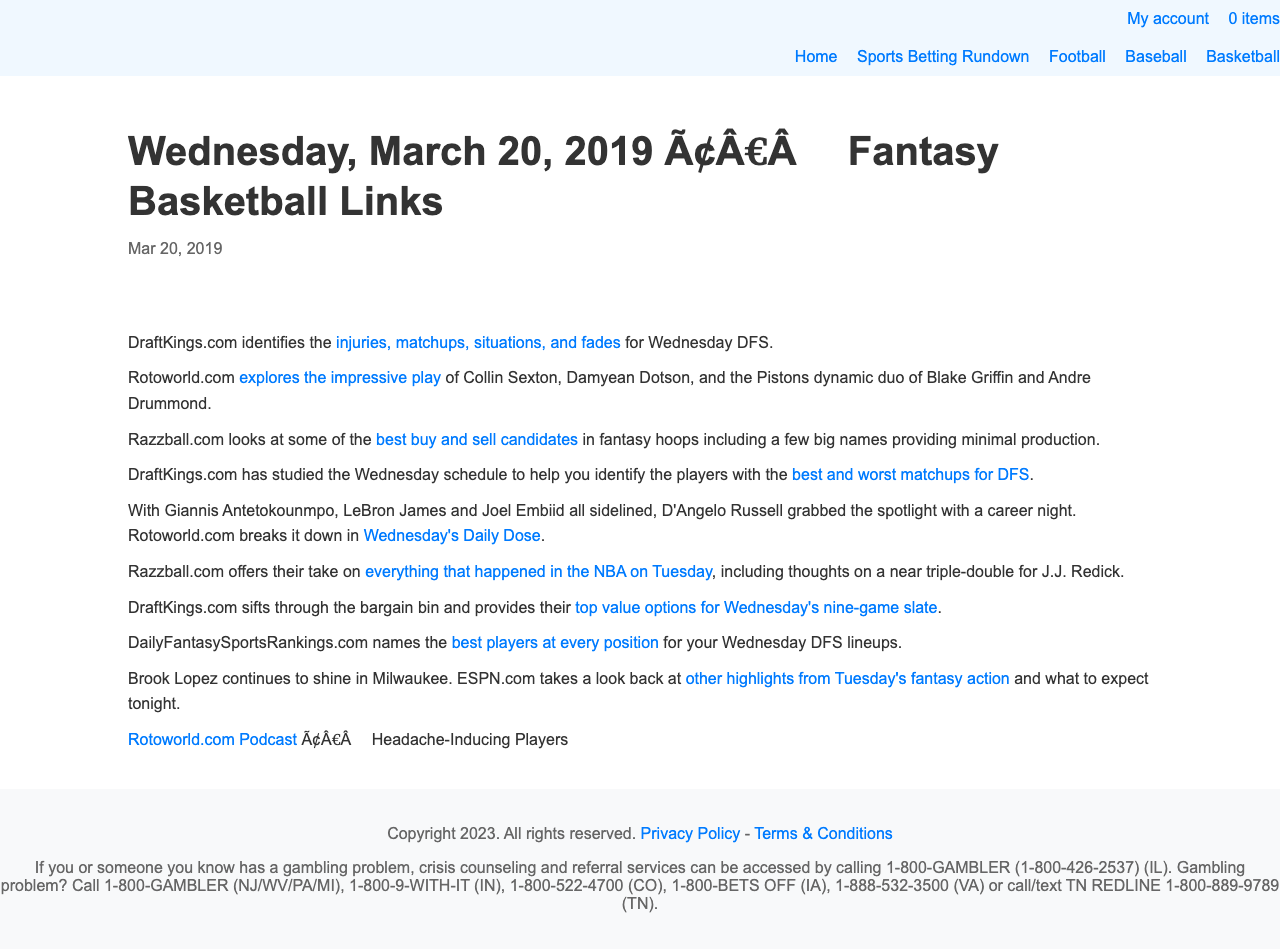 My account 0 items
Home Sports Betting Rundown Football Baseball Basketball
Wednesday, March 20, 2019 Ã¢Â€Â Fantasy
Basketball Links
Mar 20, 2019
DraftKings.com identifies the injuries, matchups, situations, and fades for Wednesday DFS.
Rotoworld.com explores the impressive play of Collin Sexton, Damyean Dotson, and the Pistons dynamic duo of Blake Griffin and Andre
Drummond.
Razzball.com looks at some of the best buy and sell candidates in fantasy hoops including a few big names providing minimal production.
DraftKings.com has studied the Wednesday schedule to help you identify the players with the best and worst matchups for DFS.
With Giannis Antetokounmpo, LeBron James and Joel Embiid all sidelined, D'Angelo Russell grabbed the spotlight with a career night.
Rotoworld.com breaks it down in Wednesday's Daily Dose.
Razzball.com offers their take on everything that happened in the NBA on Tuesday, including thoughts on a near triple-double for J.J. Redick.
DraftKings.com sifts through the bargain bin and provides their top value options for Wednesday's nine-game slate.
DailyFantasySportsRankings.com names the best players at every position for your Wednesday DFS lineups.
Brook Lopez continues to shine in Milwaukee. ESPN.com takes a look back at other highlights from Tuesday's fantasy action and what to expect
tonight.
Rotoworld.com Podcast Ã¢Â€Â Headache-Inducing Players
Copyright 2023. All rights reserved. Privacy Policy - Terms & Conditions
If you or someone you know has a gambling problem, crisis counseling and referral services can be accessed by calling 1-800-GAMBLER (1-800-426-2537) (IL). Gambling
problem? Call 1-800-GAMBLER (NJ/WV/PA/MI), 1-800-9-WITH-IT (IN), 1-800-522-4700 (CO), 1-800-BETS OFF (IA), 1-888-532-3500 (VA) or call/text TN REDLINE 1-800-889-9789
(TN).